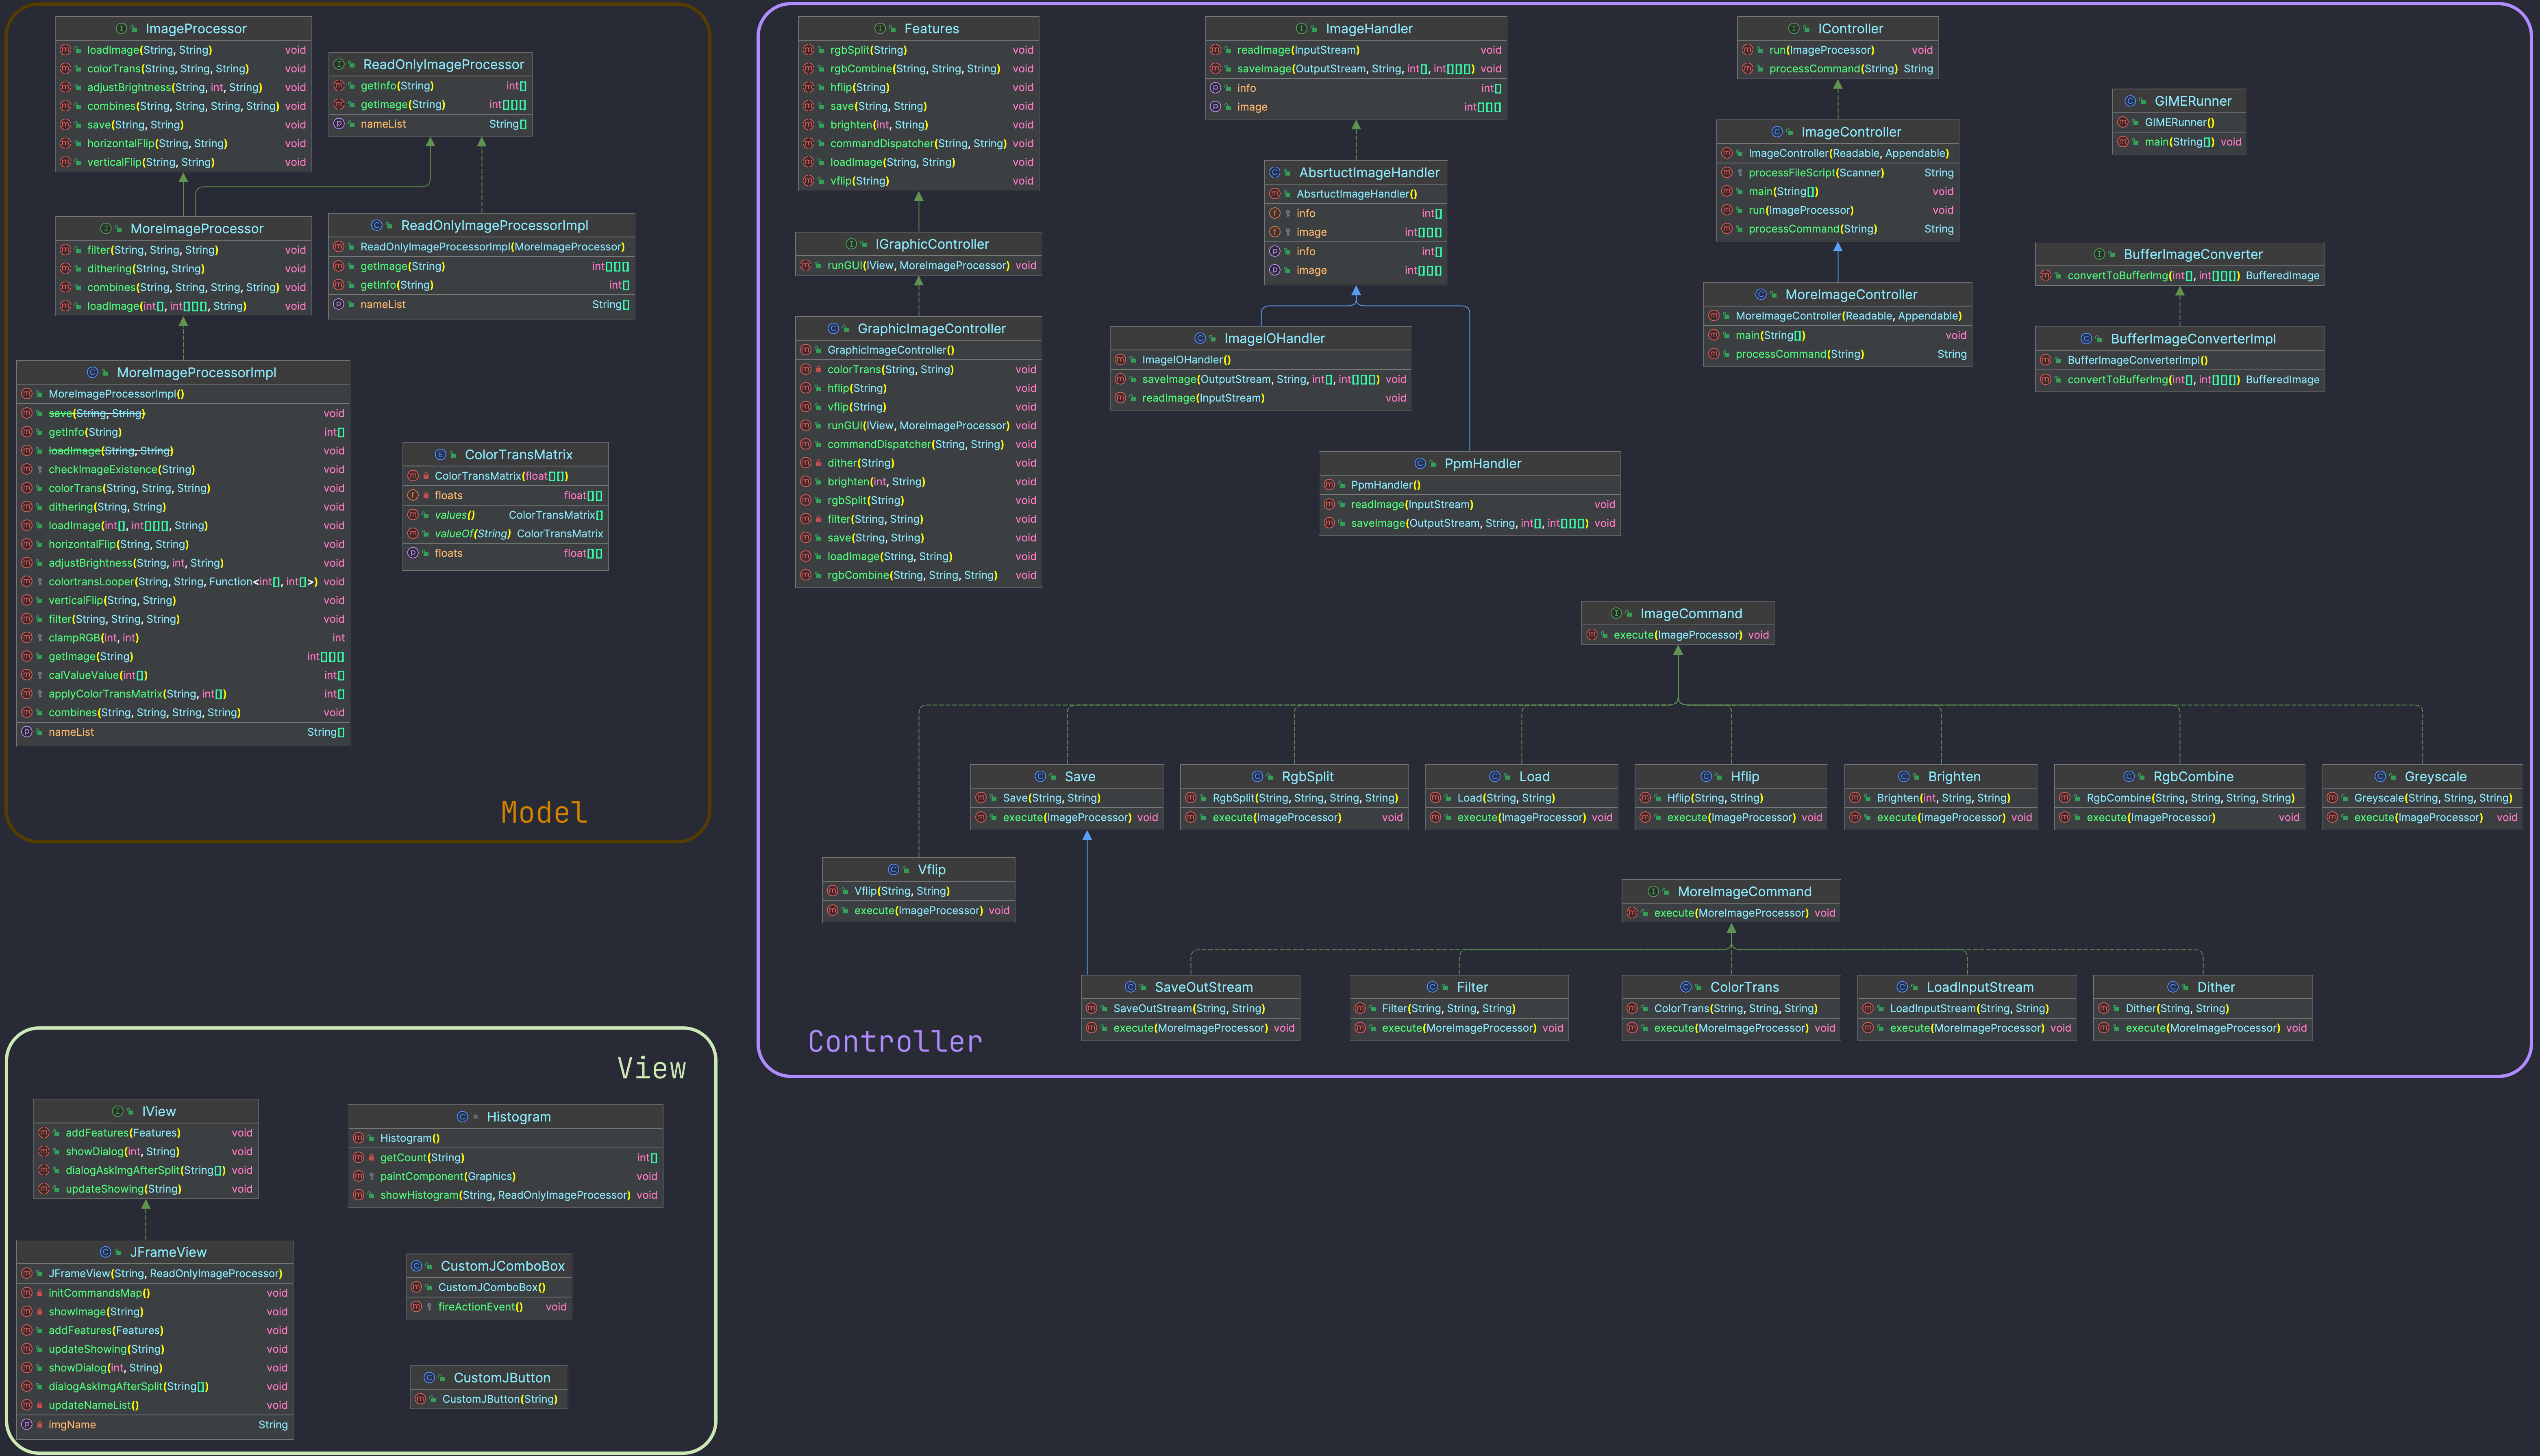 ImageProcessor
loadImage(String, String) void
colorTrans(String, String, String) void
adjustBrightness(String, int, String) void
combines(String, String, String, String) void
save(String, String) void
horizontalFlip(String, String) void
verticalFlip(String, String) void
ReadOnlyImageProcessor
getInfo(String) int[]
getImage(String) int[][][]
nameList String[]
MoreImageProcessor
filter(String, String, String) void
dithering(String, String) void
combines(String, String, String, String) void
loadImage(int[], int[][][], String) void
ReadOnlyImageProcessorImpl
ReadOnlyImageProcessorImpl(MoreImageProcessor)
getImage(String) int[][][]
getInfo(String) int[]
nameList String[]
MoreImageProcessorImpl
MoreImageProcessorImpl()
save(String, String) void
getInfo(String) int[]
loadImage(String, String) void
checkImageExistence(String) void
colorTrans(String, String, String) void
dithering(String, String) void
loadImage(int[], int[][][], String) void
horizontalFlip(String, String) void
adjustBrightness(String, int, String) void
colortransLooper(String, String, Function<int[], int[]>) void
verticalFlip(String, String) void
filter(String, String, String) void
clampRGB(int, int) int
getImage(String) int[][][]
calValueValue(int[]) int[]
applyColorTransMatrix(String, int[]) int[]
combines(String, String, String, String) void
nameList String[]
ColorTransMatrix
ColorTransMatrix(float[][])
floats float[][]
values() ColorTransMatrix[]
valueOf(String) ColorTransMatrix
floats float[][]
Model
Features
rgbSplit(String) void
rgbCombine(String, String, String) void
hflip(String) void
save(String, String) void
brighten(int, String) void
commandDispatcher(String, String) void
loadImage(String, String) void
vflip(String) void
IGraphicController
runGUI(IView, MoreImageProcessor) void
GraphicImageController
GraphicImageController()
colorTrans(String, String) void
hflip(String) void
vflip(String) void
runGUI(IView, MoreImageProcessor) void
commandDispatcher(String, String) void
dither(String) void
brighten(int, String) void
rgbSplit(String) void
filter(String, String) void
save(String, String) void
loadImage(String, String) void
rgbCombine(String, String, String) void
ImageHandler
readImage(InputStream) void
saveImage(OutputStream, String, int[], int[][][]) void
info int[]
image int[][][]
AbsrtuctImageHandler
AbsrtuctImageHandler()
info int[]
image int[][][]
info int[]
image int[][][]
ImageIOHandler
ImageIOHandler()
saveImage(OutputStream, String, int[], int[][][]) void
readImage(InputStream) void
PpmHandler
PpmHandler()
readImage(InputStream) void
saveImage(OutputStream, String, int[], int[][][]) void
IController
run(ImageProcessor) void
processCommand(String) String
ImageController
ImageController(Readable, Appendable)
processFileScript(Scanner) String
main(String[]) void
run(ImageProcessor) void
processCommand(String) String
MoreImageController
MoreImageController(Readable, Appendable)
main(String[]) void
processCommand(String) String
GIMERunner
GIMERunner()
main(String[]) void
BufferImageConverter
convertToBufferImg(int[], int[][][]) BufferedImage
BufferImageConverterImpl
BufferImageConverterImpl()
convertToBufferImg(int[], int[][][]) BufferedImage
ImageCommand
execute(ImageProcessor) void
Save
Save(String, String)
execute(ImageProcessor) void
RgbSplit
RgbSplit(String, String, String, String)
execute(ImageProcessor) void
Load
Load(String, String)
execute(ImageProcessor) void
Hflip
Hflip(String, String)
execute(ImageProcessor) void
Brighten
Brighten(int, String, String)
execute(ImageProcessor) void
RgbCombine
RgbCombine(String, String, String, String)
execute(ImageProcessor) void
Greyscale
Greyscale(String, String, String)
execute(ImageProcessor) void
Vflip
Vflip(String, String)
execute(ImageProcessor) void
MoreImageCommand
execute(MoreImageProcessor) void
SaveOutStream
SaveOutStream(String, String)
execute(MoreImageProcessor) void
Filter
Filter(String, String, String)
execute(MoreImageProcessor) void
ColorTrans
ColorTrans(String, String, String)
execute(MoreImageProcessor) void
LoadInputStream
LoadInputStream(String, String)
execute(MoreImageProcessor) void
Dither
Dither(String, String)
execute(MoreImageProcessor) void
Controller
View
IView
addFeatures(Features) void
showDialog(int, String) void
dialogAskImgAfterSplit(String[]) void
updateShowing(String) void
JFrameView
JFrameView(String, ReadOnlyImageProcessor)
initCommandsMap() void
showImage(String) void
addFeatures(Features) void
updateShowing(String) void
showDialog(int, String) void
dialogAskImgAfterSplit(String[]) void
updateNameList() void
imgName String
Histogram
Histogram()
getCount(String) int[]
paintComponent(Graphics) void
showHistogram(String, ReadOnlyImageProcessor) void
CustomJComboBox
CustomJComboBox()
fireActionEvent() void
CustomJButton
CustomJButton(String)